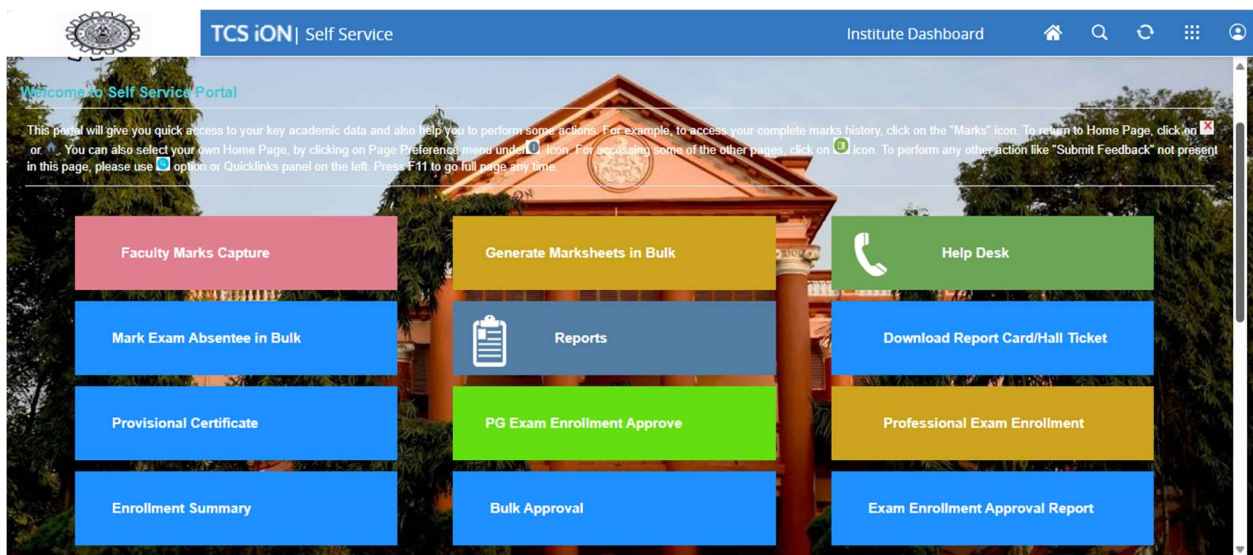 TCS iON | Self Service
Institute Dashboard
Welcome to Self Service Portal
This portal will give you quick access to your key academic data and also help you to perform some actions. For example, to access your complete marks history, click on the "Marks" icon. To return to Home Page, click on
or . You can also select your own Home Page, by clicking on Page Preference menu under icon. For accessing some of the other pages, click on icon. To perform any other action like "Submit Feedback" not present
in this page, please use option or Quicklinks panel on the left. Press F11 to go full page any time.
Faculty Marks Capture
Generate Marksheets in Bulk
Help Desk
Mark Exam Absentee in Bulk
Reports
Download Report Card/Hall Ticket
Provisional Certificate
PG Exam Enrollment Approve
Professional Exam Enrollment
Enrollment Summary
Bulk Approval
Exam Enrollment Approval Report